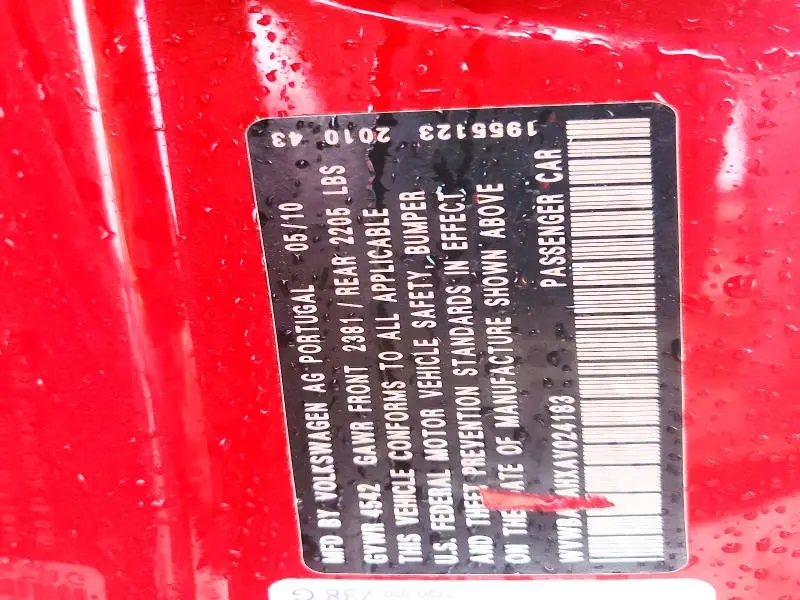 MFD BY VOLKSWAGEN AG PORTUGAL 05/10 43
GVWR 4542 GAWR FRONT 2381 / REAR 2205 LBS
THIS VEHICLE CONFORMS TO ALL APPLICABLE 2010
U.S. FEDERAL MOTOR VEHICLE SAFETY, BUMPER
AND THEFT PREVENTION STANDARDS IN EFFECT
ON THE DATE OF MANUFACTURE SHOWN ABOVE 1955123
PASSENGER CAR
738 G